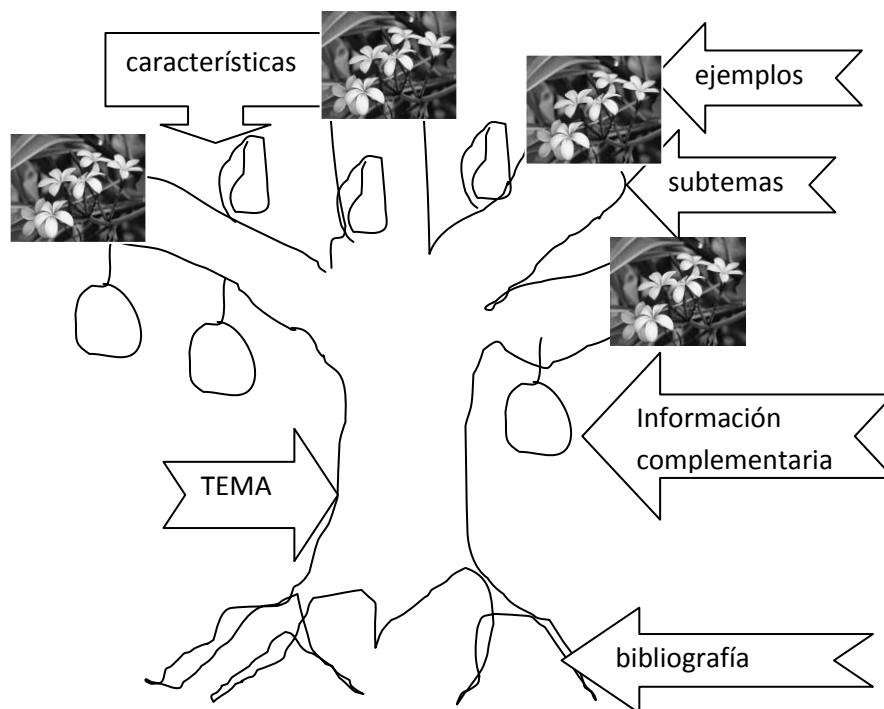 características
ejemplos
subtemas
Información
complementaria
TEMA
bibliografía